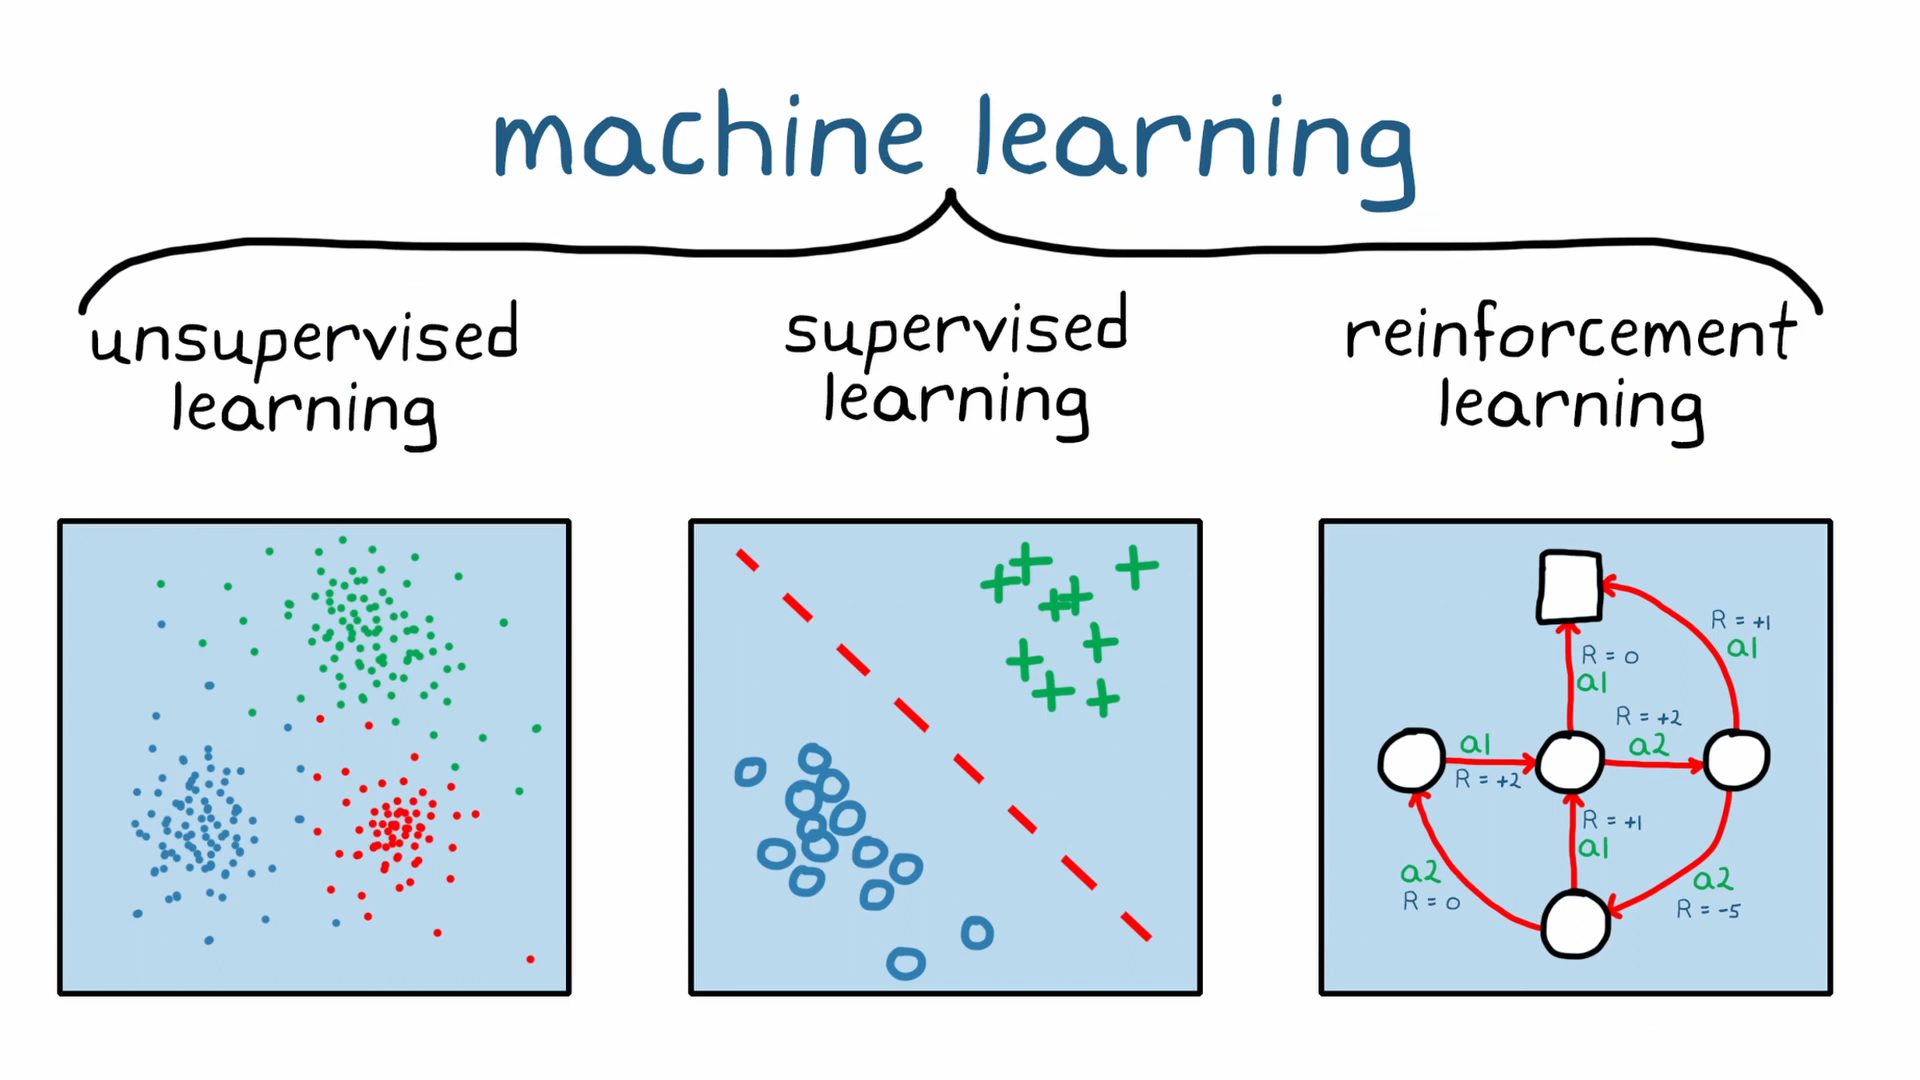 machine learning
unsupervised
learning
supervised
learning
reinforcement
learning
R = +1
a1
R = 0
a1
R = +2
a2
a1
R = +2
R = +1
a1
a2
R = 0
a2
R = -5